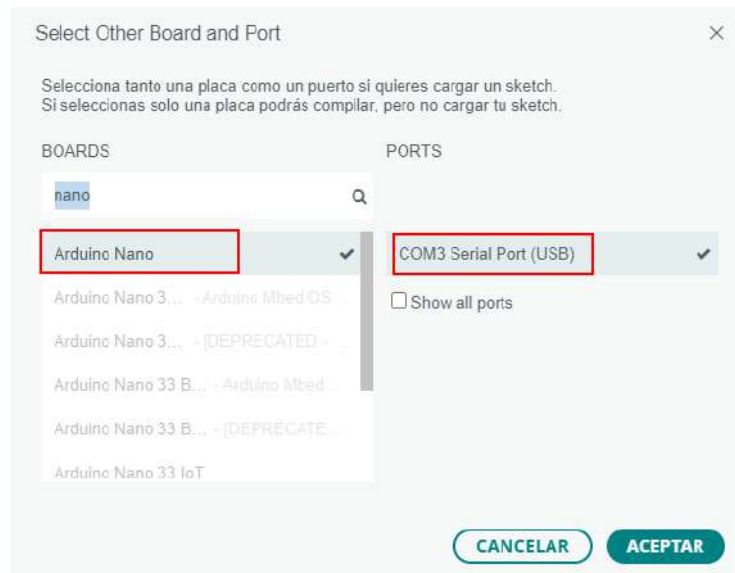 Select Other Board and Port
Selecciona tanto una placa como un puerto si quieres cargar un sketch.
Si seleccionas solo una placa podrás compilar, pero no cargar tu sketch.
BOARDS
PORTS
nano
Arduino Nano
COM3 Serial Port (USB)
Arduino Nano 3... - Arduino Mbed OS ...
Show all ports
Arduino Nano 3... - [DEPRECATED - ...
Arduino Nano 33 B... - Arduino Mbed ...
Arduino Nano 33 B... - [DEPRECATE...
Arduino Nano 33 IoT
CANCELAR
ACEPTAR